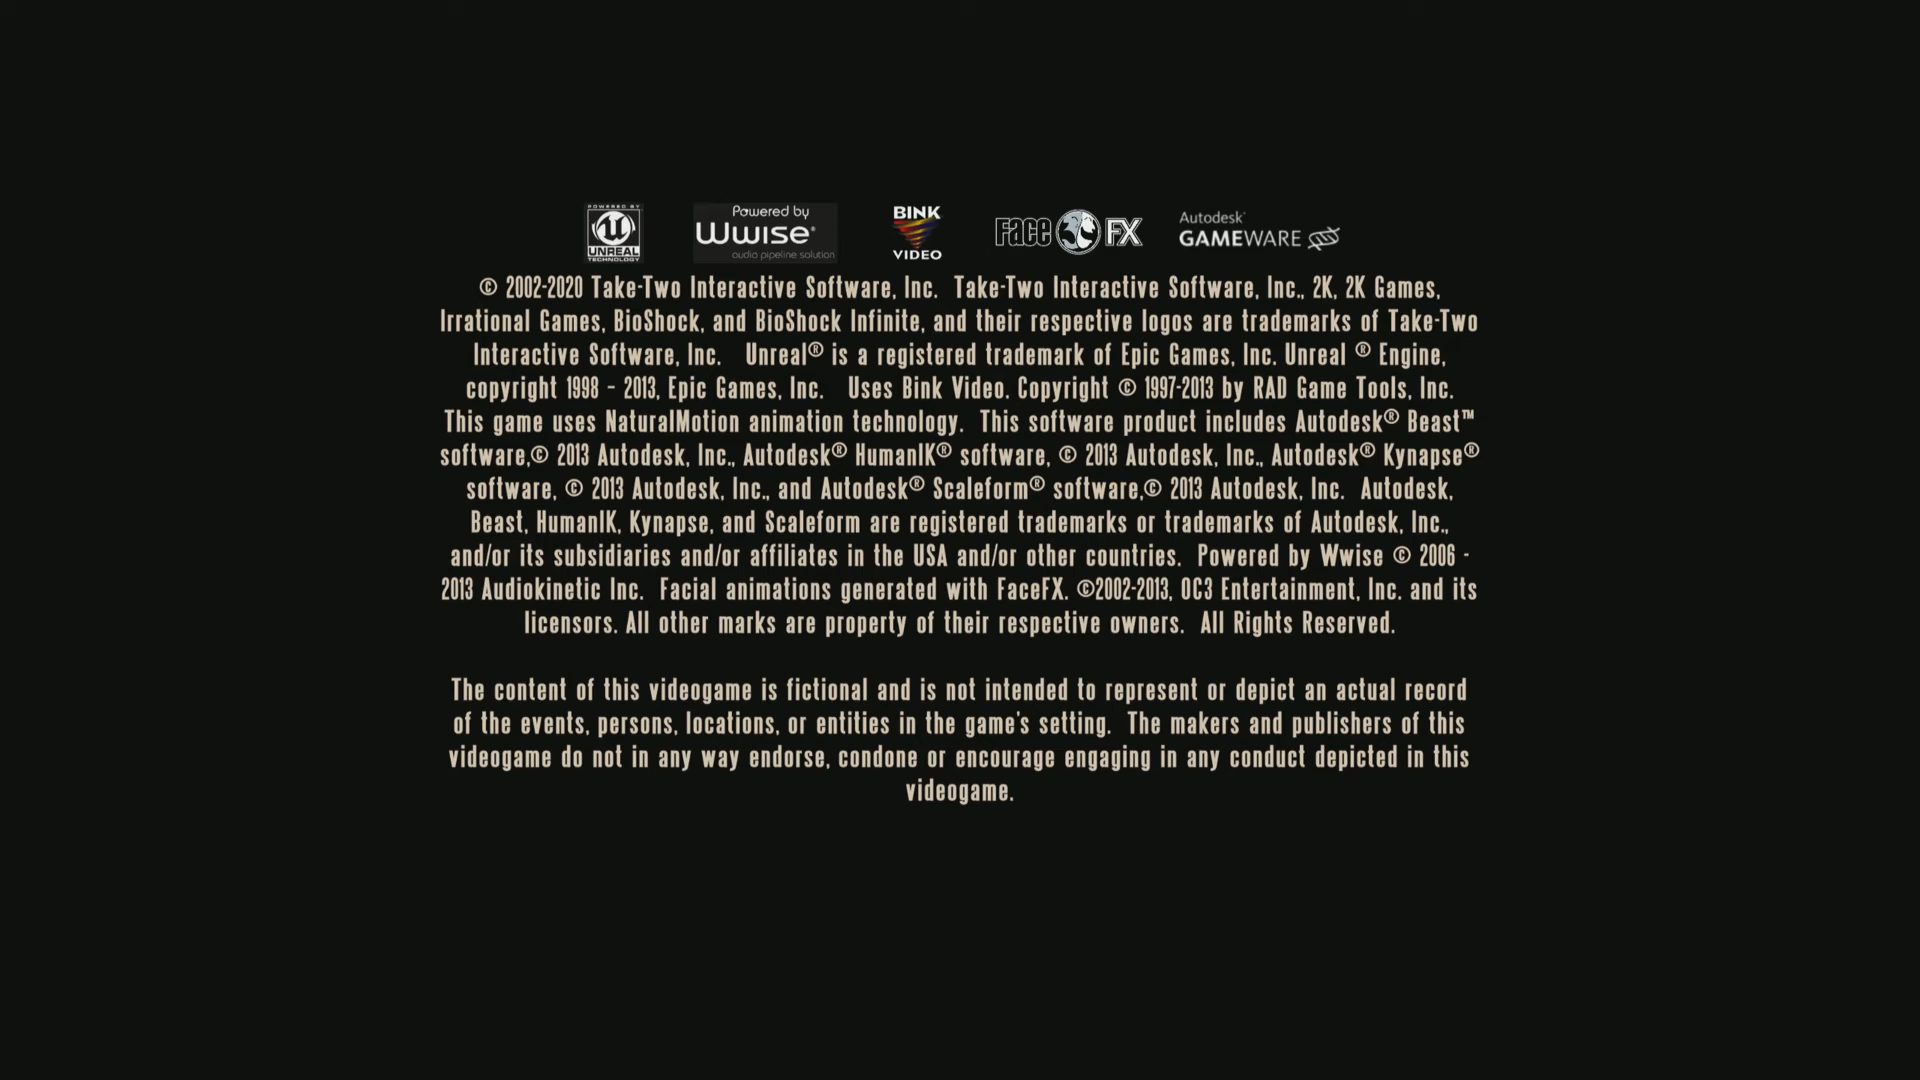 POWERED BY
UNREAL
TECHNOLOGY
Powered by
Wwise®
audio pipeline solution
BINK
VIDEO
Face FX
Autodesk®
GAMEWARE
© 2002-2020 Take-Two Interactive Software, Inc.  Take-Two Interactive Software, Inc., 2K, 2K Games,
Irrational Games, BioShock, and BioShock Infinite, and their respective logos are trademarks of Take-Two
Interactive Software, Inc.   Unreal® is a registered trademark of Epic Games, Inc. Unreal ® Engine,
copyright 1998 – 2013, Epic Games, Inc.   Uses Bink Video. Copyright © 1997-2013 by RAD Game Tools, Inc.
This game uses NaturalMotion animation technology.  This software product includes Autodesk® Beast™
software,© 2013 Autodesk, Inc., Autodesk® HumanIK® software, © 2013 Autodesk, Inc., Autodesk® Kynapse®
software, © 2013 Autodesk, Inc., and Autodesk® Scaleform® software,© 2013 Autodesk, Inc.  Autodesk,
Beast, HumanIK, Kynapse, and Scaleform are registered trademarks or trademarks of Autodesk, Inc.,
and/or its subsidiaries and/or affiliates in the USA and/or other countries.  Powered by Wwise © 2006 -
2013 Audiokinetic Inc.  Facial animations generated with FaceFX. ©2002-2013, OC3 Entertainment, Inc. and its
licensors. All other marks are property of their respective owners.  All Rights Reserved.
The content of this videogame is fictional and is not intended to represent or depict an actual record
of the events, persons, locations, or entities in the game's setting.  The makers and publishers of this
videogame do not in any way endorse, condone or encourage engaging in any conduct depicted in this
videogame.